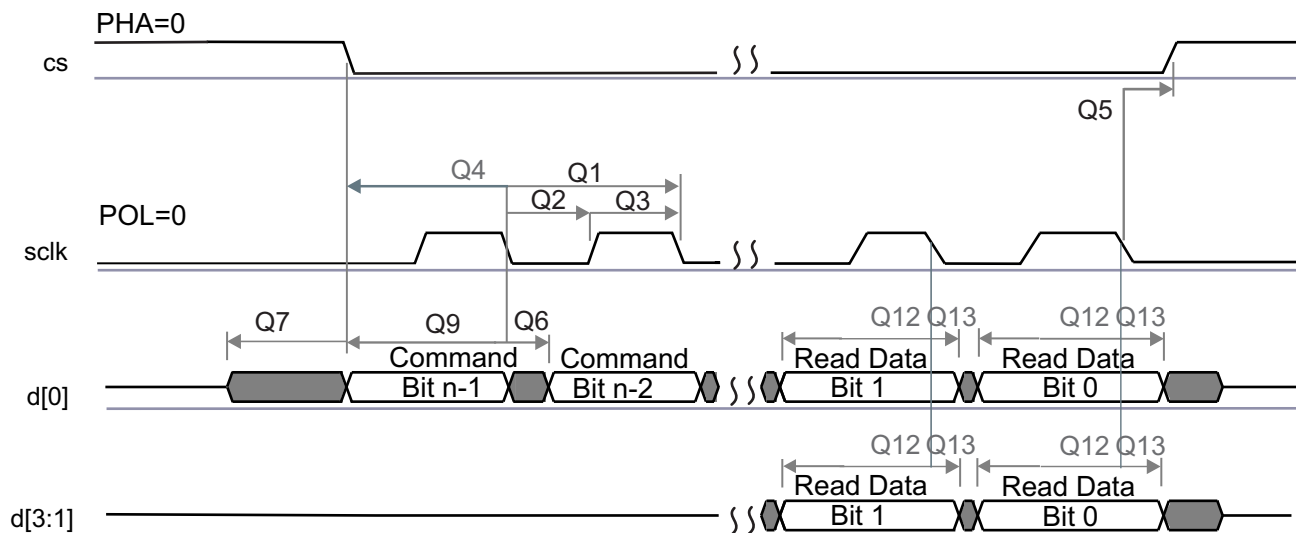 PHA=0
cs
Q5
Q4 Q1
Q2 Q3
POL=0
sclk
Q7 Q9 Q6 Q12 Q13 Q12 Q13
Command Command Read Data Read Data
d[0] Bit n-1 Bit n-2 Bit 1 Bit 0
Q12 Q13 Q12 Q13
Read Data Read Data
d[3:1] Bit 1 Bit 0